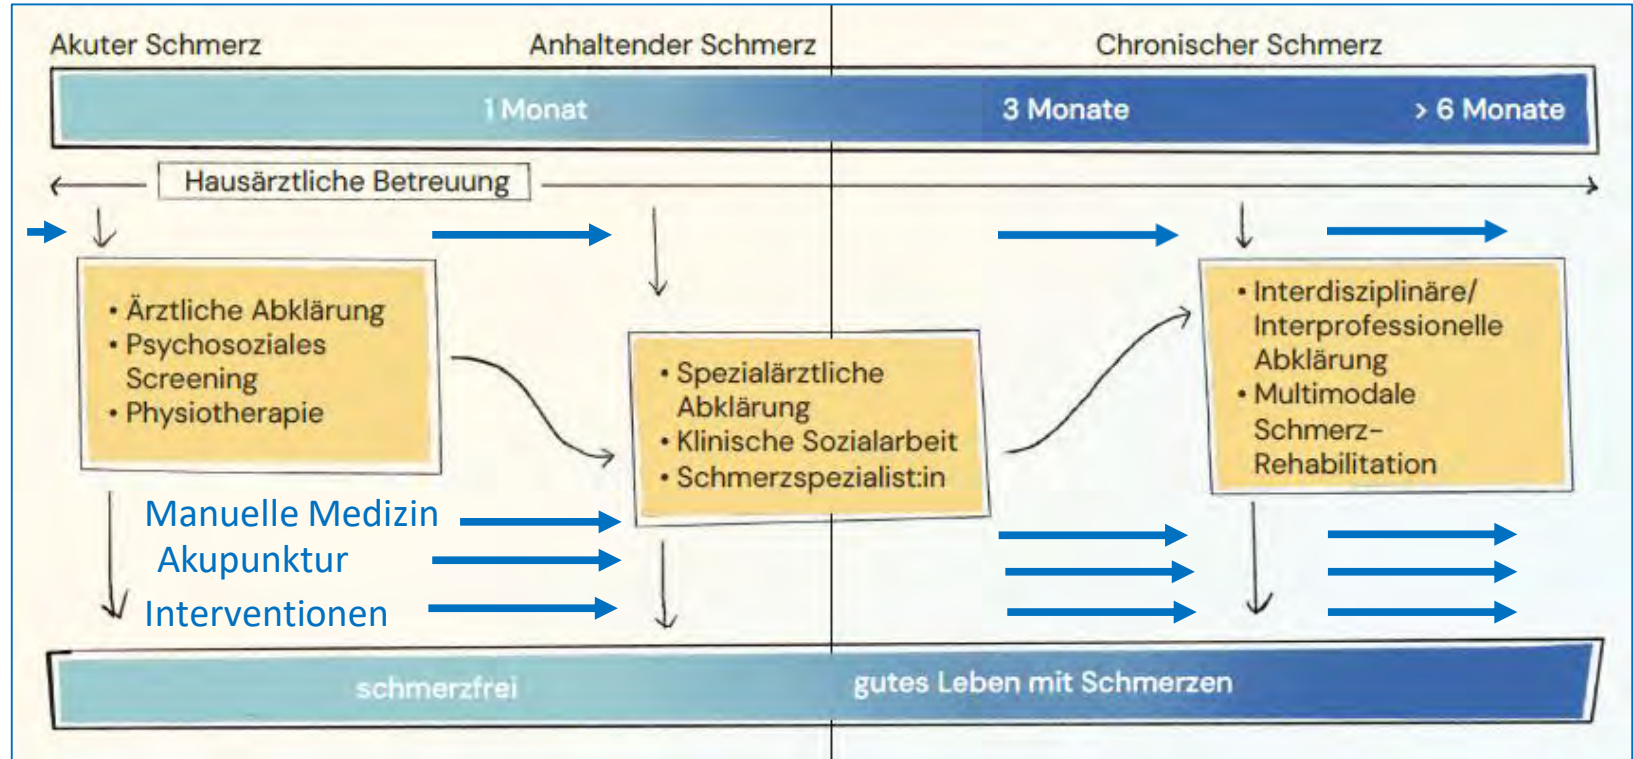 Akuter Schmerz
Anhaltender Schmerz
Chronischer Schmerz
1 Monat
3 Monate
> 6 Monate
Hausärztliche Betreuung
• Ärztliche Abklärung
• Psychosoziales
Screening
• Physiotherapie
• Spezialärztliche
Abklärung
• Klinische Sozialarbeit
• Schmerzspezialist:in
• Interdisziplinäre/
Interprofessionelle
Abklärung
• Multimodale
Schmerz-
Rehabilitation
Manuelle Medizin
Akupunktur
Interventionen
schmerzfrei
gutes Leben mit Schmerzen